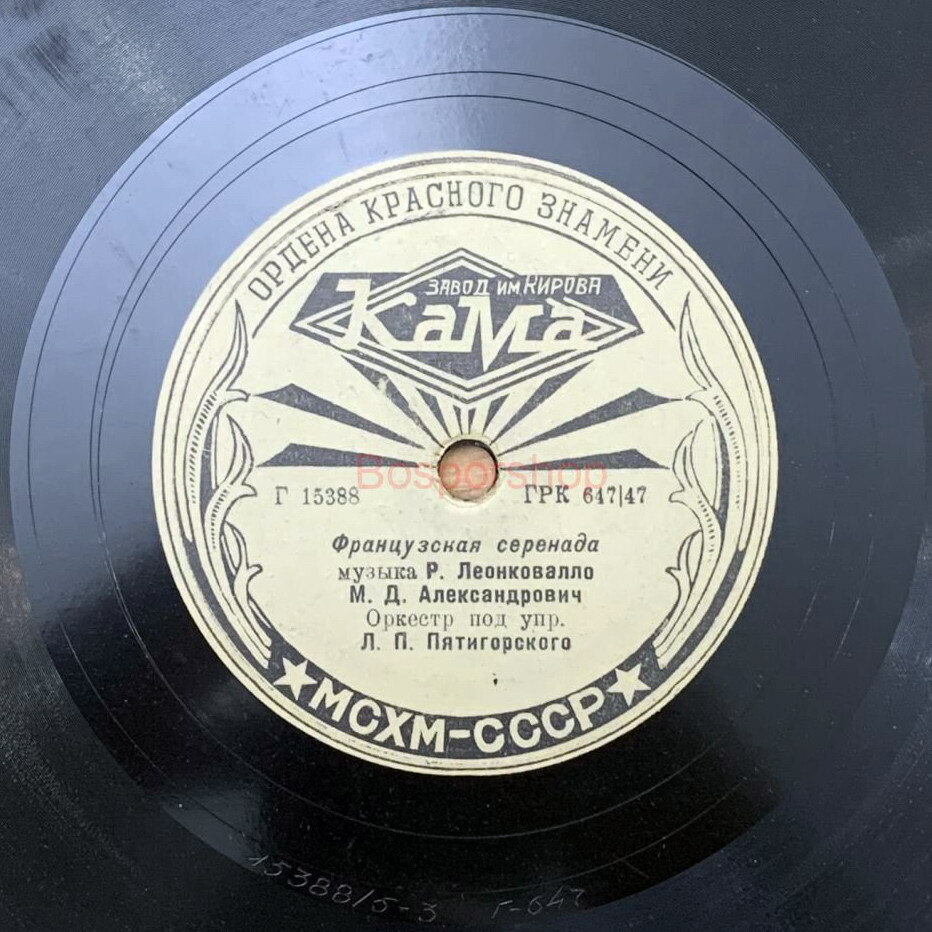 ОРДЕНА КРАСНОГО ЗНАМЕНИ
ЗАВОД ИМ КИРОВА
КаМа
Bosporshop
Г 15388 ГРК 647|47
Французская серенада
музыка Р. Леонковалло
М. Д. Александрович
Оркестр под упр.
Л. П. Пятигорского
★МСХМ-СССР★
15388/5-3 Г-647